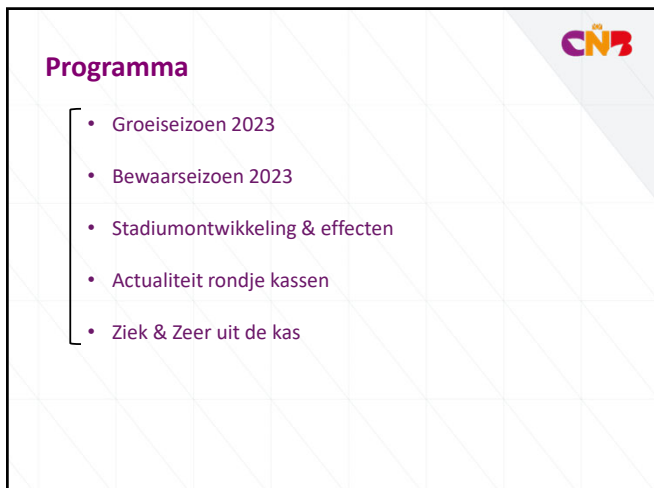 CNB
Programma
• Groeiseizoen 2023
• Bewaarseizoen 2023
• Stadiumontwikkeling & effecten
• Actualiteit rondje kassen
• Ziek & Zeer uit de kas